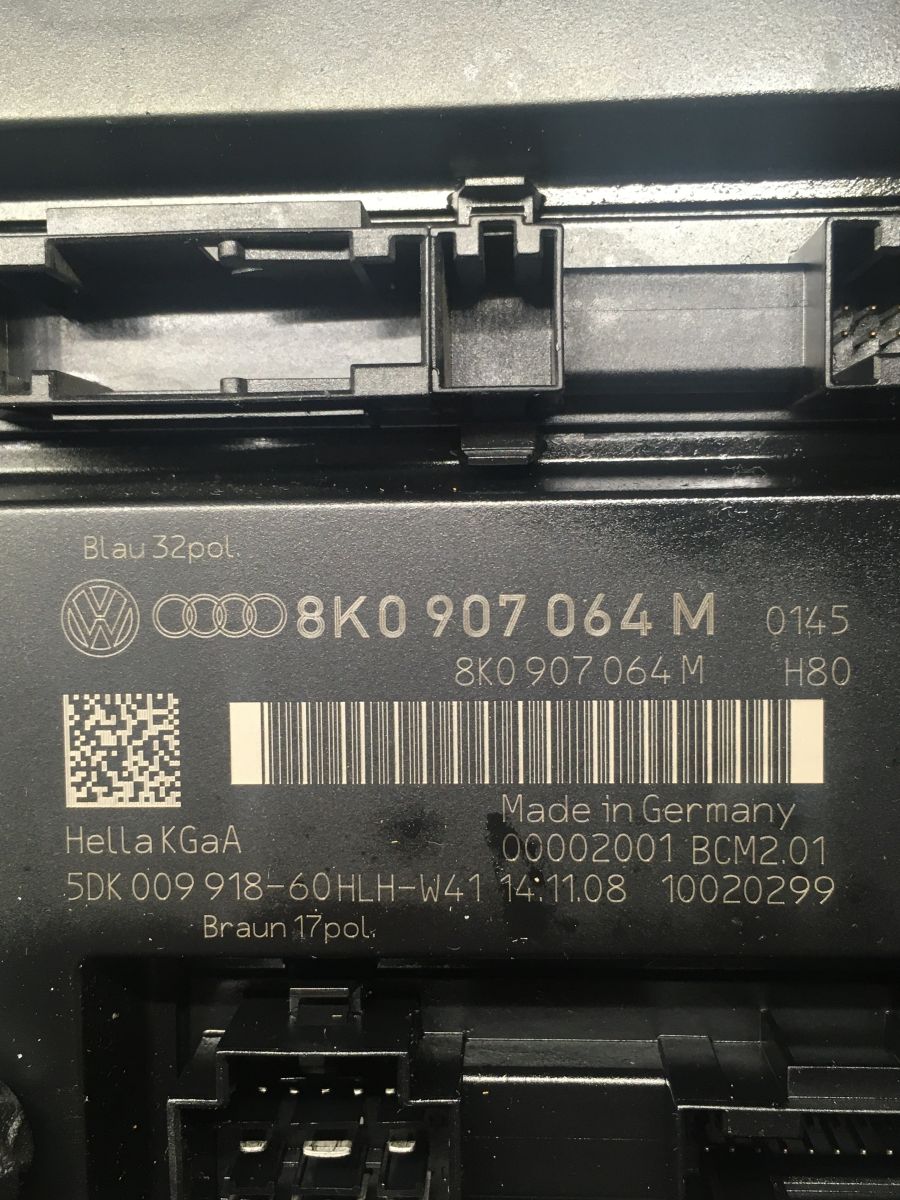 Blau 32pol.
8K0 907 064 M 0145
8K0 907 064 M H80
Made in Germany
Hella KGaA 00002001 BCM2.01
5DK 009 918-60 HLH-W41 14.11.08 10020299
Braun 17pol.